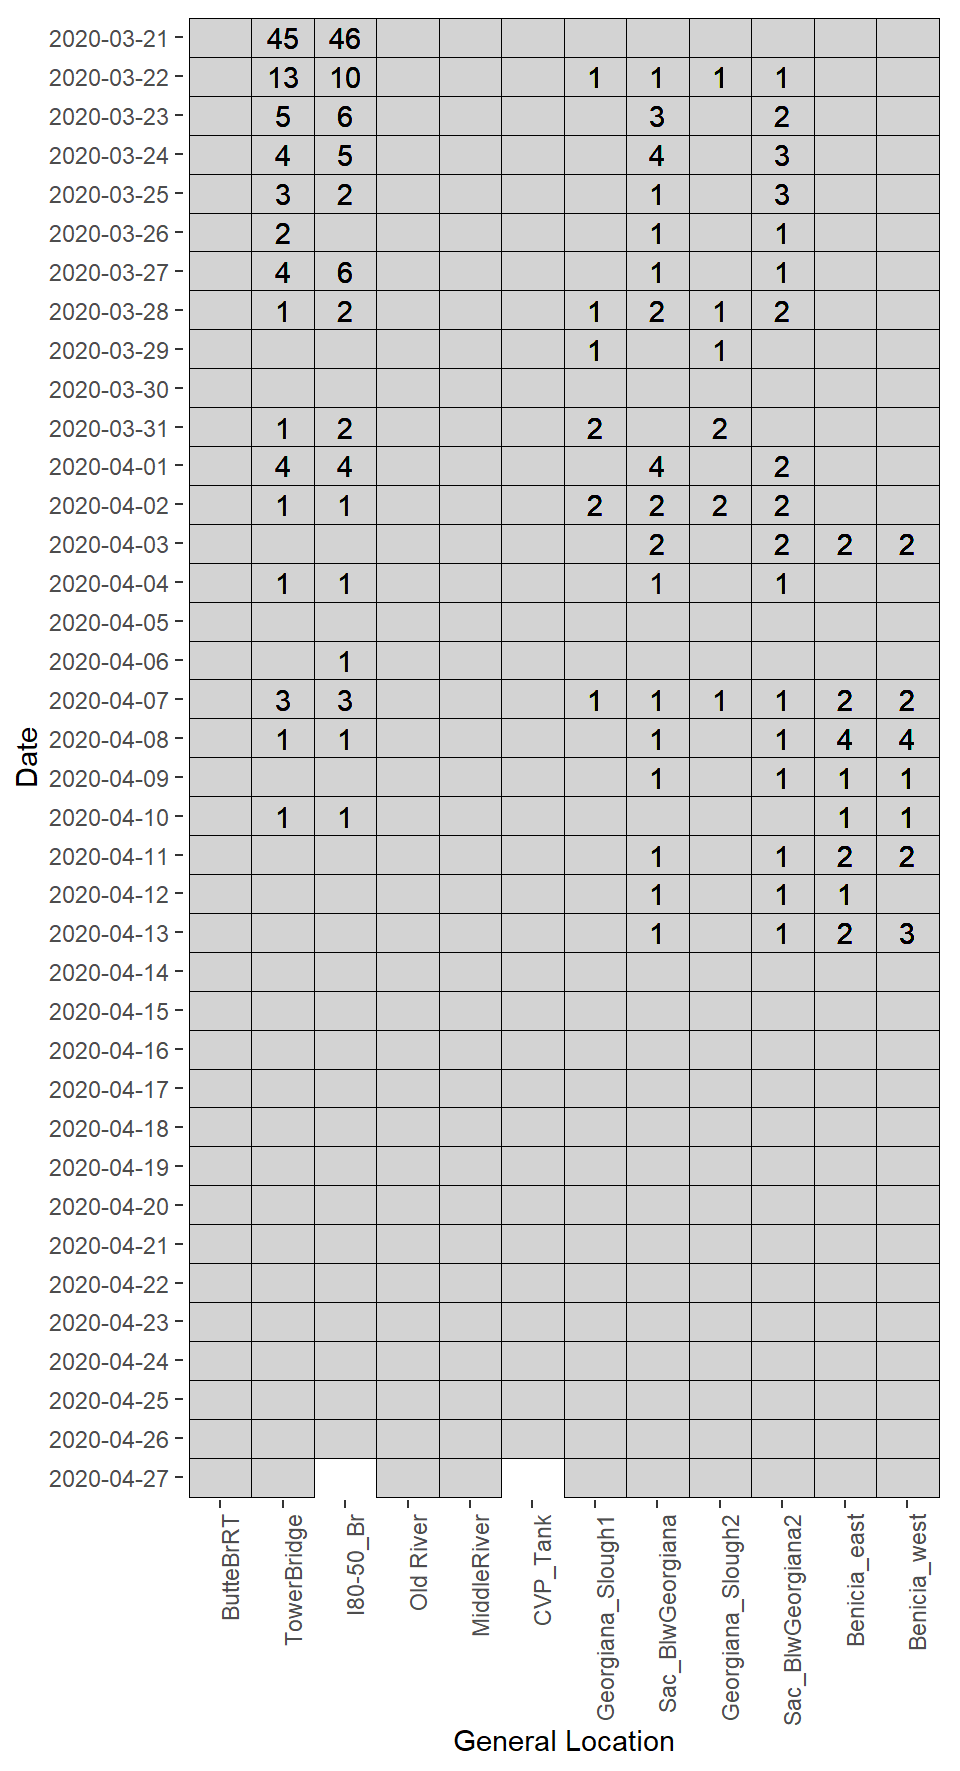 2020-03-21 45 46
2020-03-22 13 10 1 1 1 1
2020-03-23 5 6 3 2
2020-03-24 4 5 4 3
2020-03-25 3 2 1 3
2020-03-26 2 1 1
2020-03-27 4 6 1 1
2020-03-28 1 2 1 2 1 2
2020-03-29 1 1
2020-03-30
2020-03-31 1 2 2 2
2020-04-01 4 4 4 2
2020-04-02 1 1 2 2 2 2
2020-04-03 2 2 2 2
2020-04-04 1 1 1 1
2020-04-05
2020-04-06 1
2020-04-07 3 3 1 1 1 1 2 2
2020-04-08 1 1 1 1 4 4
2020-04-09 1 1 1 1
2020-04-10 1 1 1 1
2020-04-11 1 1 2 2
2020-04-12 1 1 1
2020-04-13 1 1 2 3
2020-04-14
2020-04-15
2020-04-16
2020-04-17
2020-04-18
2020-04-19
2020-04-20
2020-04-21
2020-04-22
2020-04-23
2020-04-24
2020-04-25
2020-04-26
2020-04-27
Date
ButteBrRT
TowerBridge
I80-50_Br
Old River
MiddleRiver
CVP_Tank
Georgiana_Slough1
Sac_BlwGeorgiana
Georgiana_Slough2
Sac_BlwGeorgiana2
Benicia_east
Benicia_west
General Location